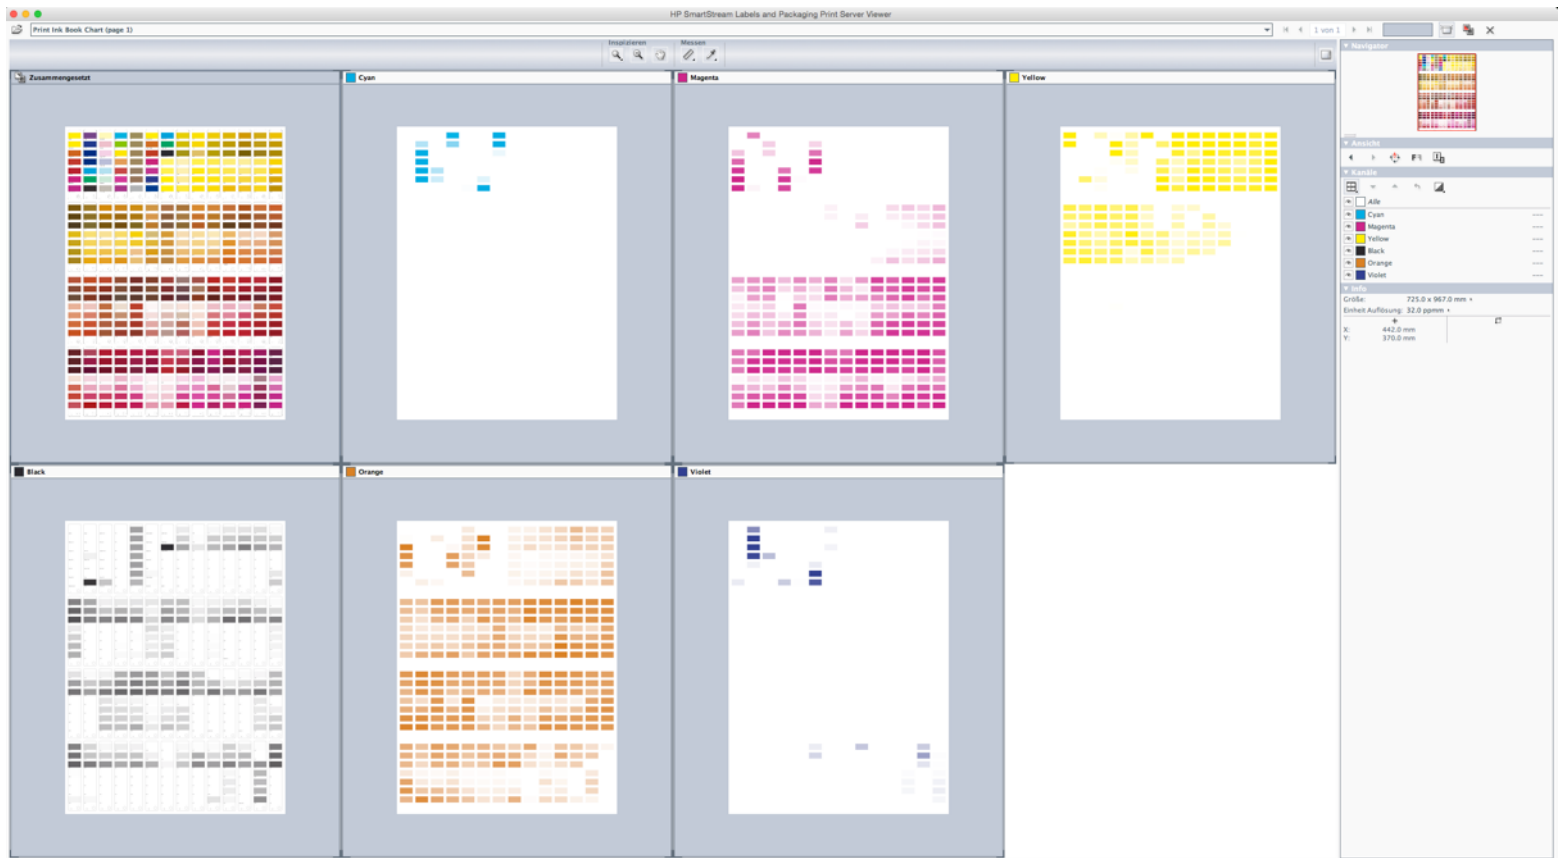 HP SmartStream Labels and Packaging Print Server Viewer
Print Ink Book Chart (page 1)
1 von 1
Inspizieren
Messen
Navigator
Zusammengesetzt
Cyan
Magenta
Yellow
Ansicht
Kanäle
Alle
Cyan
Magenta
Yellow
Black
Orange
Violet
Info
Größe: 725.0 x 967.0 mm
Einheit Auflösung: 32.0 ppmm
X: 442.0 mm
Y: 370.0 mm
Black
Orange
Violet